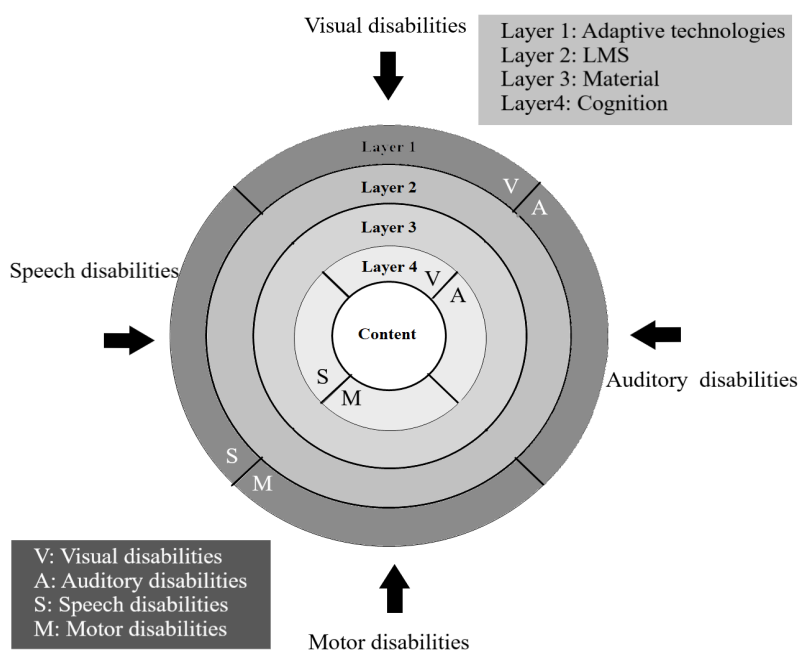 Visual disabilities
Layer 1: Adaptive technologies
Layer 2: LMS
Layer 3: Material
Layer4: Cognition
Layer 1
Layer 2
V
A
Layer 3
Layer 4
V
A
Speech disabilities
Content
Auditory disabilities
S
M
S
M
V: Visual disabilities
A: Auditory disabilities
S: Speech disabilities
M: Motor disabilities
Motor disabilities